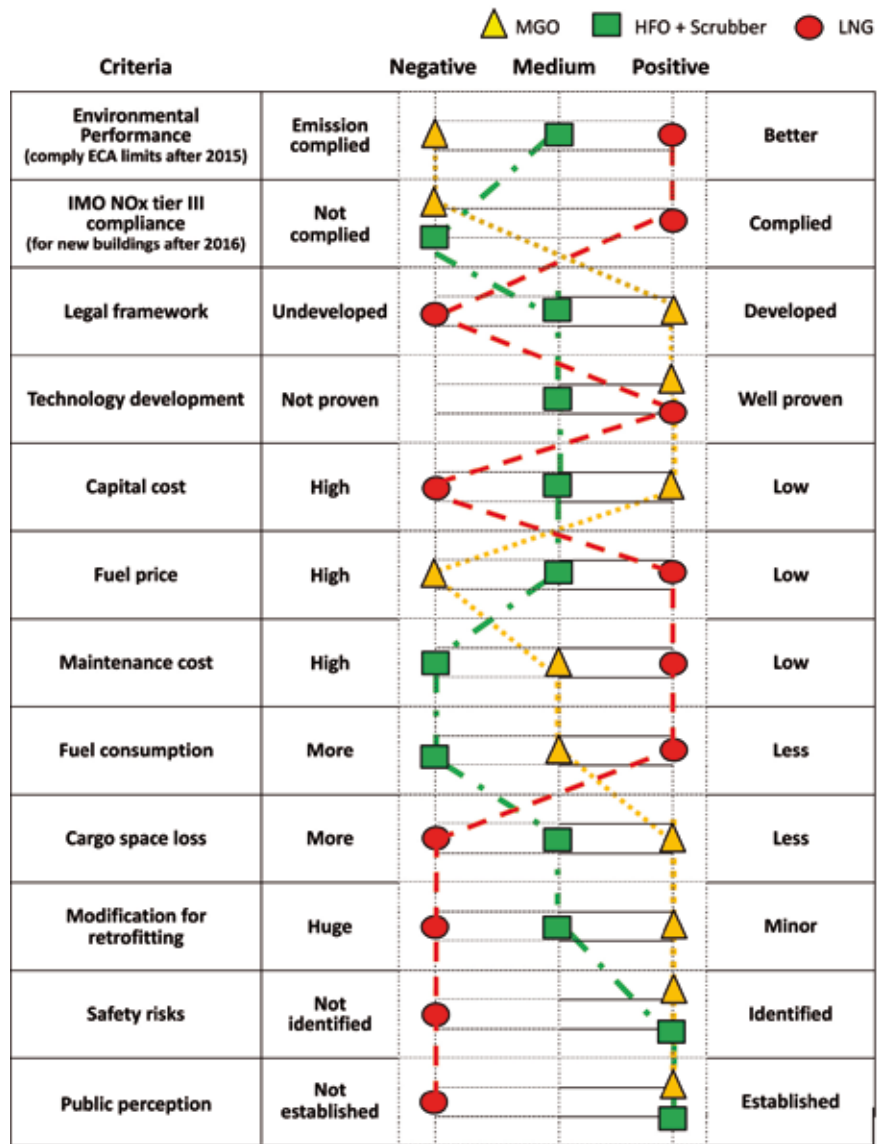 MGO HFO + Scrubber LNG
Criteria Negative Medium Positive
Environmental
Performance
(comply ECA limits after 2015)
Emission
complied
Better
IMO NOx tier III
compliance
(for new buildings after 2016)
Not
complied
Complied
Legal framework Undeveloped Developed
Technology development Not proven Well proven
Capital cost High Low
Fuel price High Low
Maintenance cost High Low
Fuel consumption More Less
Cargo space loss More Less
Modification for
retrofitting
Huge
Minor
Safety risks
Not
identified
Identified
Public perception
Not
established
Established